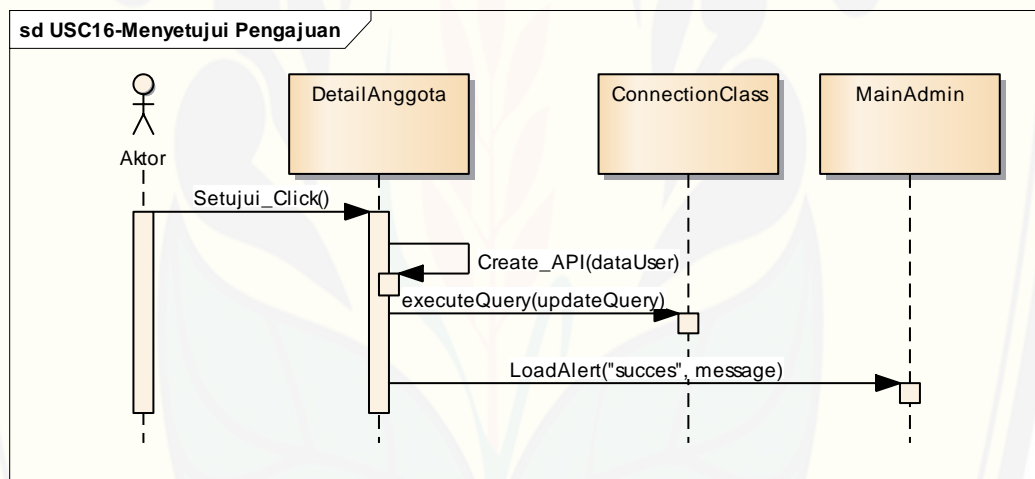 sd USC16-Menyetujui Pengajuan
DetailAnggota
ConnectionClass
MainAdmin
Aktor
Setujui_Click()
Create_API(dataUser)
executeQuery(updateQuery)
LoadAlert("succes", message)